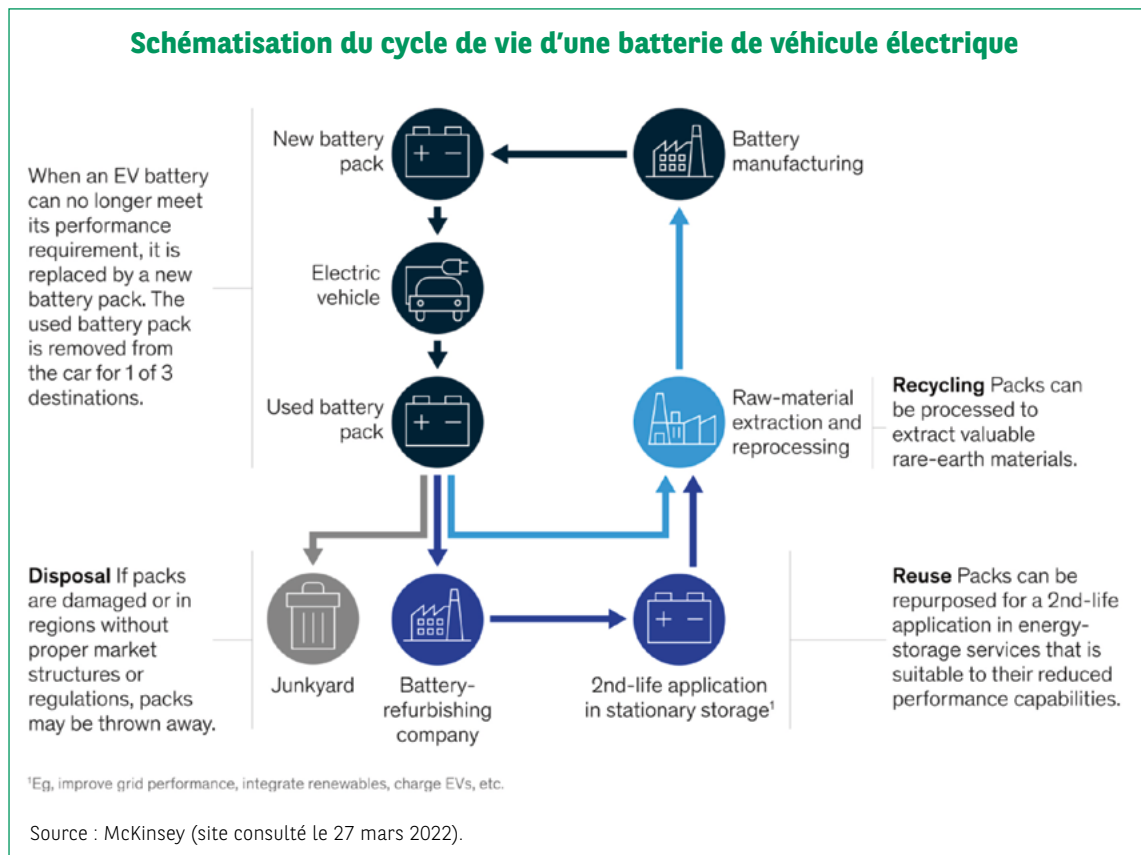 Schématisation du cycle de vie d'une batterie de véhicule électrique
When an EV battery
can no longer meet
its performance
requirement, it is
replaced by a new
battery pack. The
used battery pack
is removed from
the car for 1 of 3
destinations.
New battery
pack
Battery
manufacturing
Electric
vehicle
Used battery
pack
Raw-material
extraction and
reprocessing
Recycling Packs can
be processed to
extract valuable
rare-earth materials.
Disposal If packs
are damaged or in
regions without
proper market
structures or
regulations, packs
may be thrown away.
Junkyard
Battery-
refurbishing
company
2nd-life application
in stationary storage¹
Reuse Packs can be
repurposed for a 2nd-life
application in energy-
storage services that is
suitable to their reduced
performance capabilities.
¹Eg, improve grid performance, integrate renewables, charge EVs, etc.
Source : McKinsey (site consulté le 27 mars 2022).